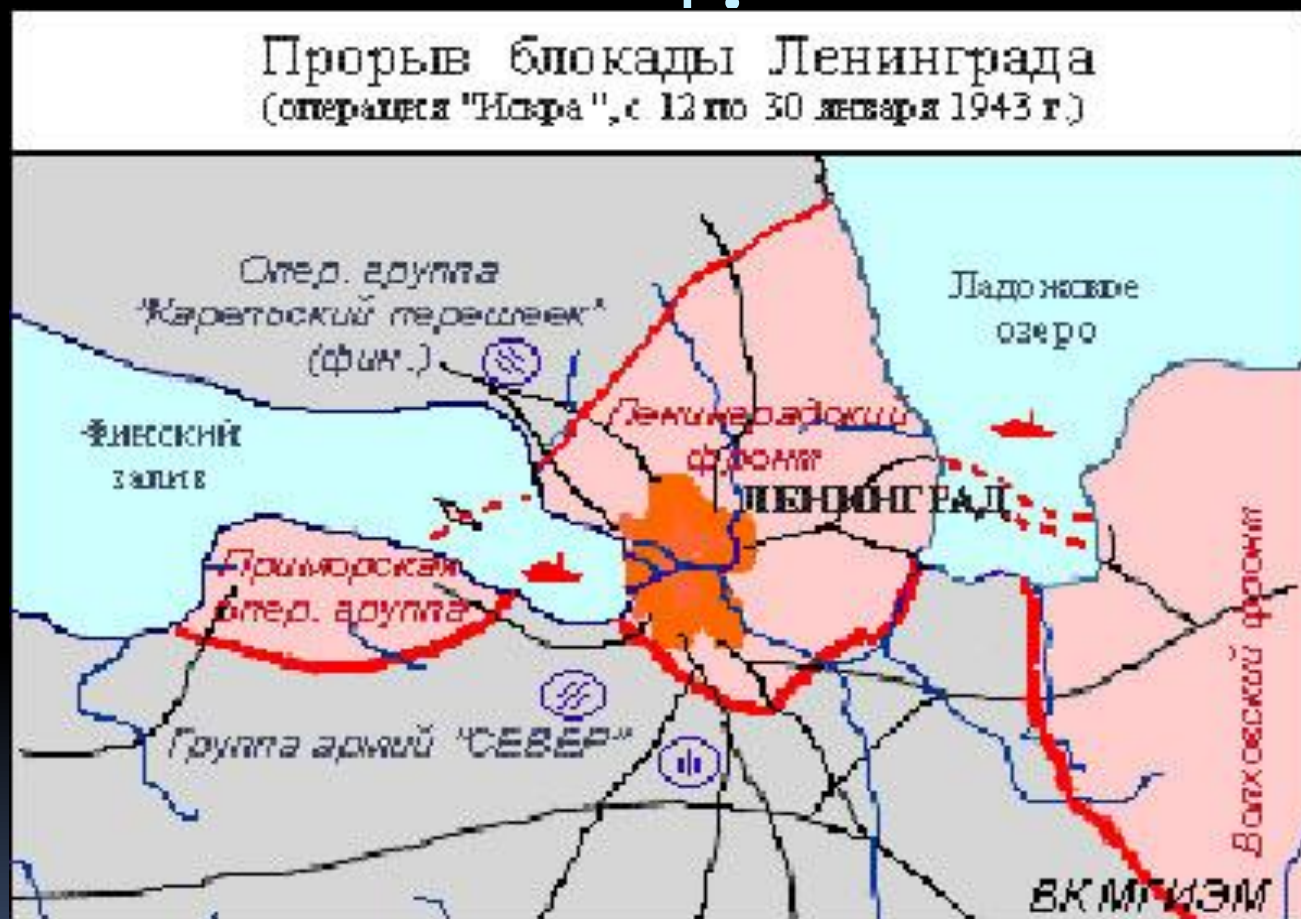 Прорыв блокады Ленинграда
(операция "Искра", с 12 по 30 января 1943 г.)
Опер. группа
"Карельский перешеек"
(фин.)
Ладожское
озеро
Финский
залив
Ленинградский
фронт
ЛЕНИНГРАД
Приморская
опер. группа
Группа армий "СЕВЕР"
Волховский фронт
ВК МГИЭМ